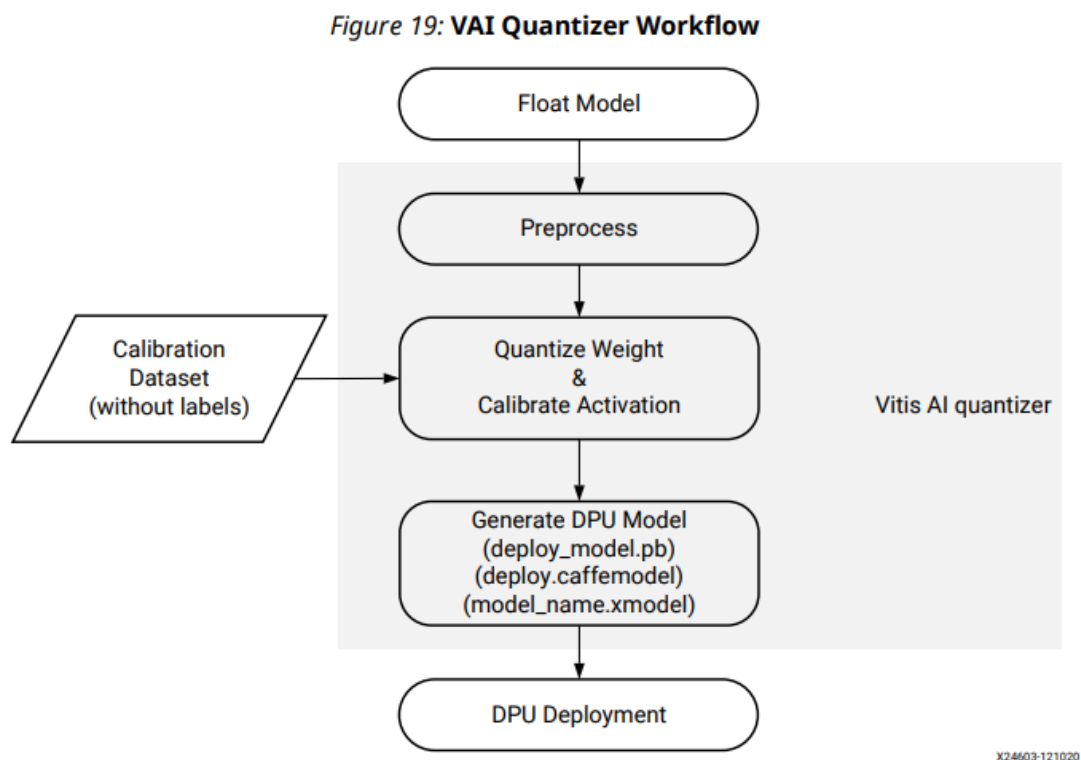 Figure 19: VAI Quantizer Workflow
Float Model
Preprocess
Calibration
Dataset
(without labels)
Quantize Weight
&
Calibrate Activation
Vitis AI quantizer
Generate DPU Model
(deploy_model.pb)
(deploy.caffemodel)
(model_name.xmodel)
DPU Deployment
X24603-121020